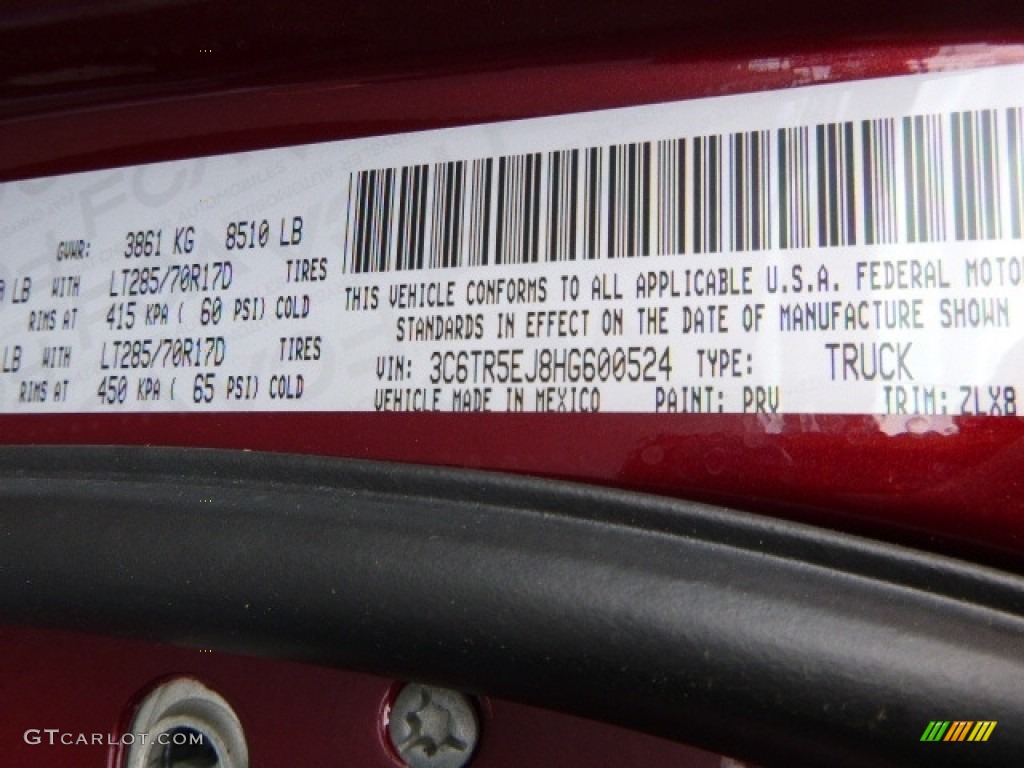 GVWR: 3861 KG 8510 LB
LB WITH LT285/70R17D TIRES
RIMS AT 415 KPA ( 60 PSI) COLD
LB WITH LT285/70R17D TIRES
RIMS AT 450 KPA ( 65 PSI) COLD
THIS VEHICLE CONFORMS TO ALL APPLICABLE U.S.A. FEDERAL MOTO
STANDARDS IN EFFECT ON THE DATE OF MANUFACTURE SHOWN
VIN: 3C6TR5EJ8HG600524 TYPE: TRUCK
VEHICLE MADE IN MEXICO PAINT: PRV TRIM: ZLX8
GTCARLOT.COM